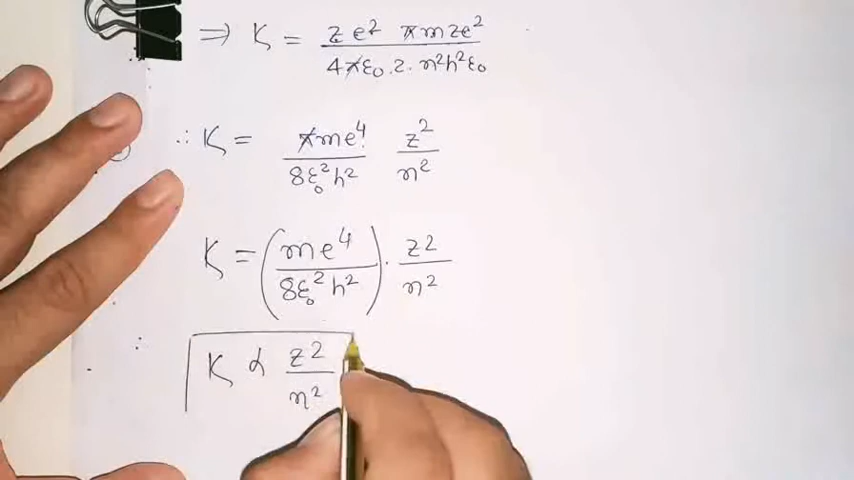 ⇒ K = ze² πmze² / 4πε₀.2.n²h²ε₀
∴ K = πme⁴ / 8ε₀²h² z² / n²
K = (me⁴ / 8ε₀²h²) . z² / n²
∴ K ∝ z² / n²